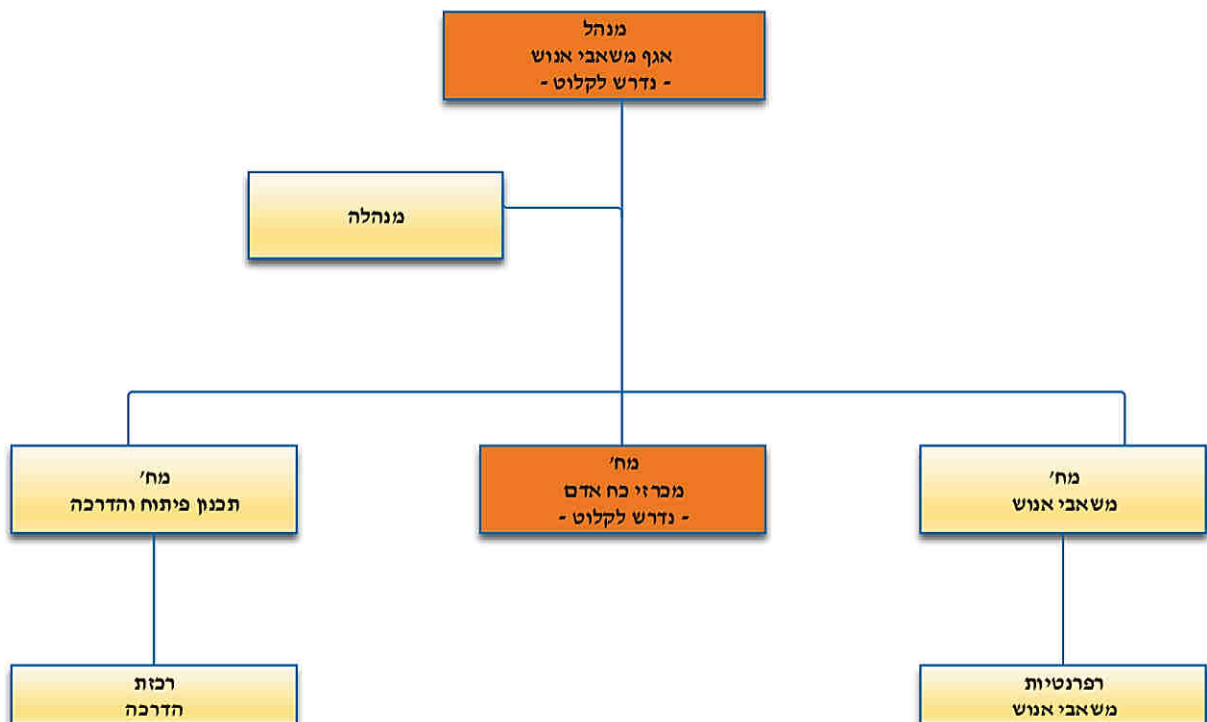 מנהל
אגף משאבי אנוש
- נדרש לקלוט -
מנהלה
מח'
משאבי אנוש
מח'
מכרזי כח אדם
- נדרש לקלוט -
מח'
תכנון פיתוח והדרכה
רפרנטיות
משאבי אנוש
רכזת
הדרכה